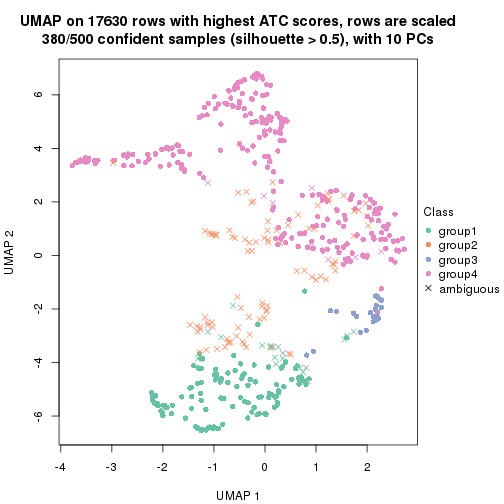 UMAP on 17630 rows with highest ATC scores, rows are scaled
380/500 confident samples (silhouette > 0.5), with 10 PCs
6
4
2
0
-2
-4
-6
UMAP 2
-4
-3
-2
-1
0
1
2
UMAP 1
Class
group1
group2
group3
group4
ambiguous